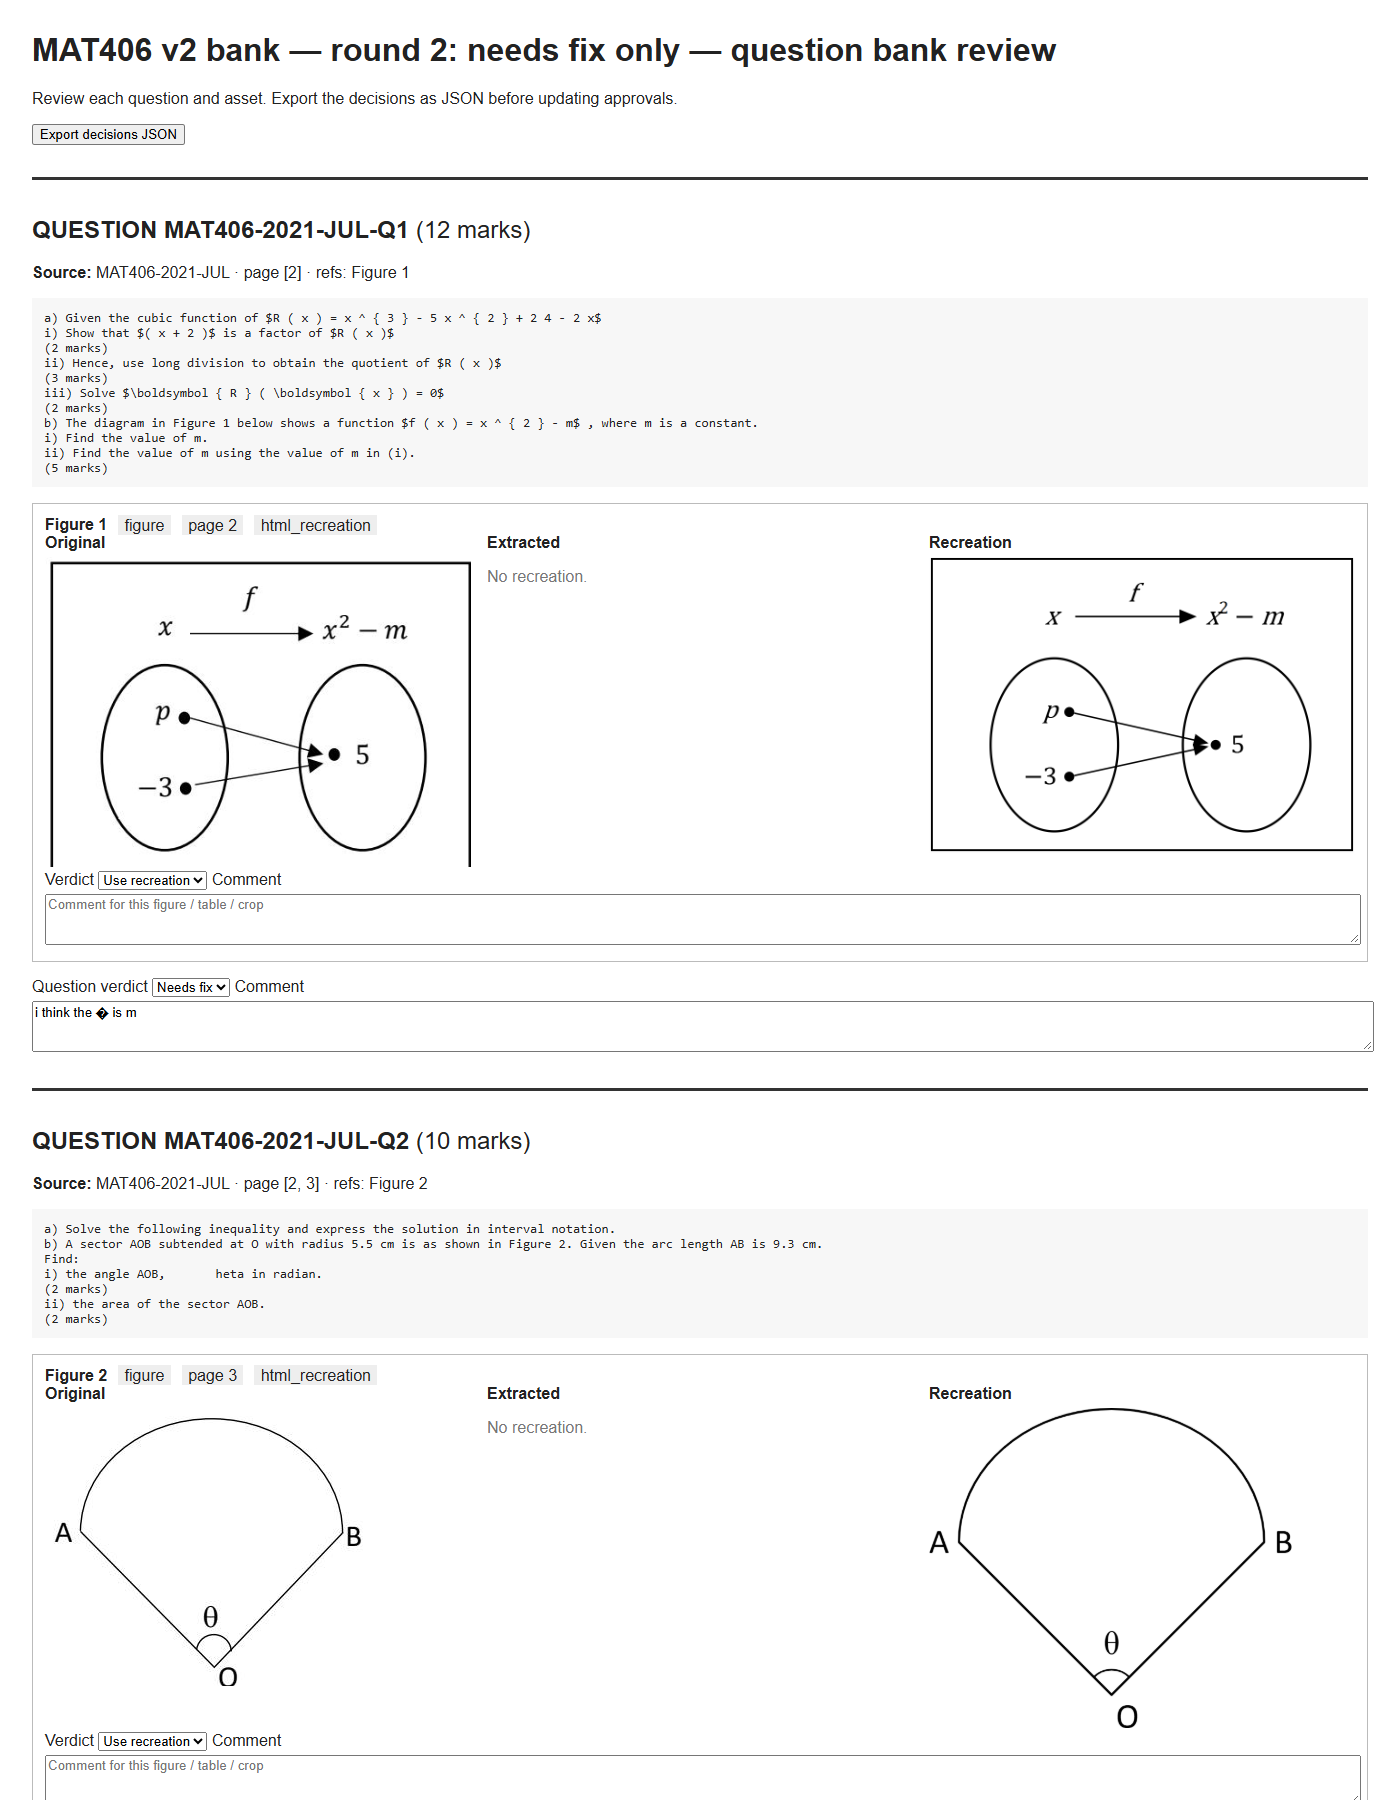 MAT406 v2 bank — round 2: needs fix only — question bank review
Review each question and asset. Export the decisions as JSON before updating approvals.
Export decisions JSON
QUESTION MAT406-2021-JUL-Q1 (12 marks)
Source: MAT406-2021-JUL · page [2] · refs: Figure 1
a) Given the cubic function of $R ( x ) = x ^ { 3 } - 5 x ^ { 2 } + 2 4 - 2 x$
i) Show that $( x + 2 )$ is a factor of $R ( x )$
(2 marks)
ii) Hence, use long division to obtain the quotient of $R ( x )$
(3 marks)
iii) Solve $\boldsymbol { R } ( \boldsymbol { x } ) = 0$
(2 marks)
b) The diagram in Figure 1 below shows a function $f ( x ) = x ^ { 2 } - m$ , where m is a constant.
i) Find the value of m.
ii) Find the value of m using the value of m in (i).
(5 marks)
Figure 1 figure page 2 html_recreation
Original Extracted Recreation
No recreation.
f
x x² − m
p
−3
5
f
x x² − m
p
−3
5
Verdict Use recreation Comment
Comment for this figure / table / crop
Question verdict Needs fix Comment
i think the � is m
QUESTION MAT406-2021-JUL-Q2 (10 marks)
Source: MAT406-2021-JUL · page [2, 3] · refs: Figure 2
a) Solve the following inequality and express the solution in interval notation.
b) A sector AOB subtended at O with radius 5.5 cm is as shown in Figure 2. Given the arc length AB is 9.3 cm.
Find:
i) the angle AOB, heta in radian.
(2 marks)
ii) the area of the sector AOB.
(2 marks)
Figure 2 figure page 3 html_recreation
Original Extracted Recreation
No recreation.
A B
θ
O
A B
θ
O
Verdict Use recreation Comment
Comment for this figure / table / crop